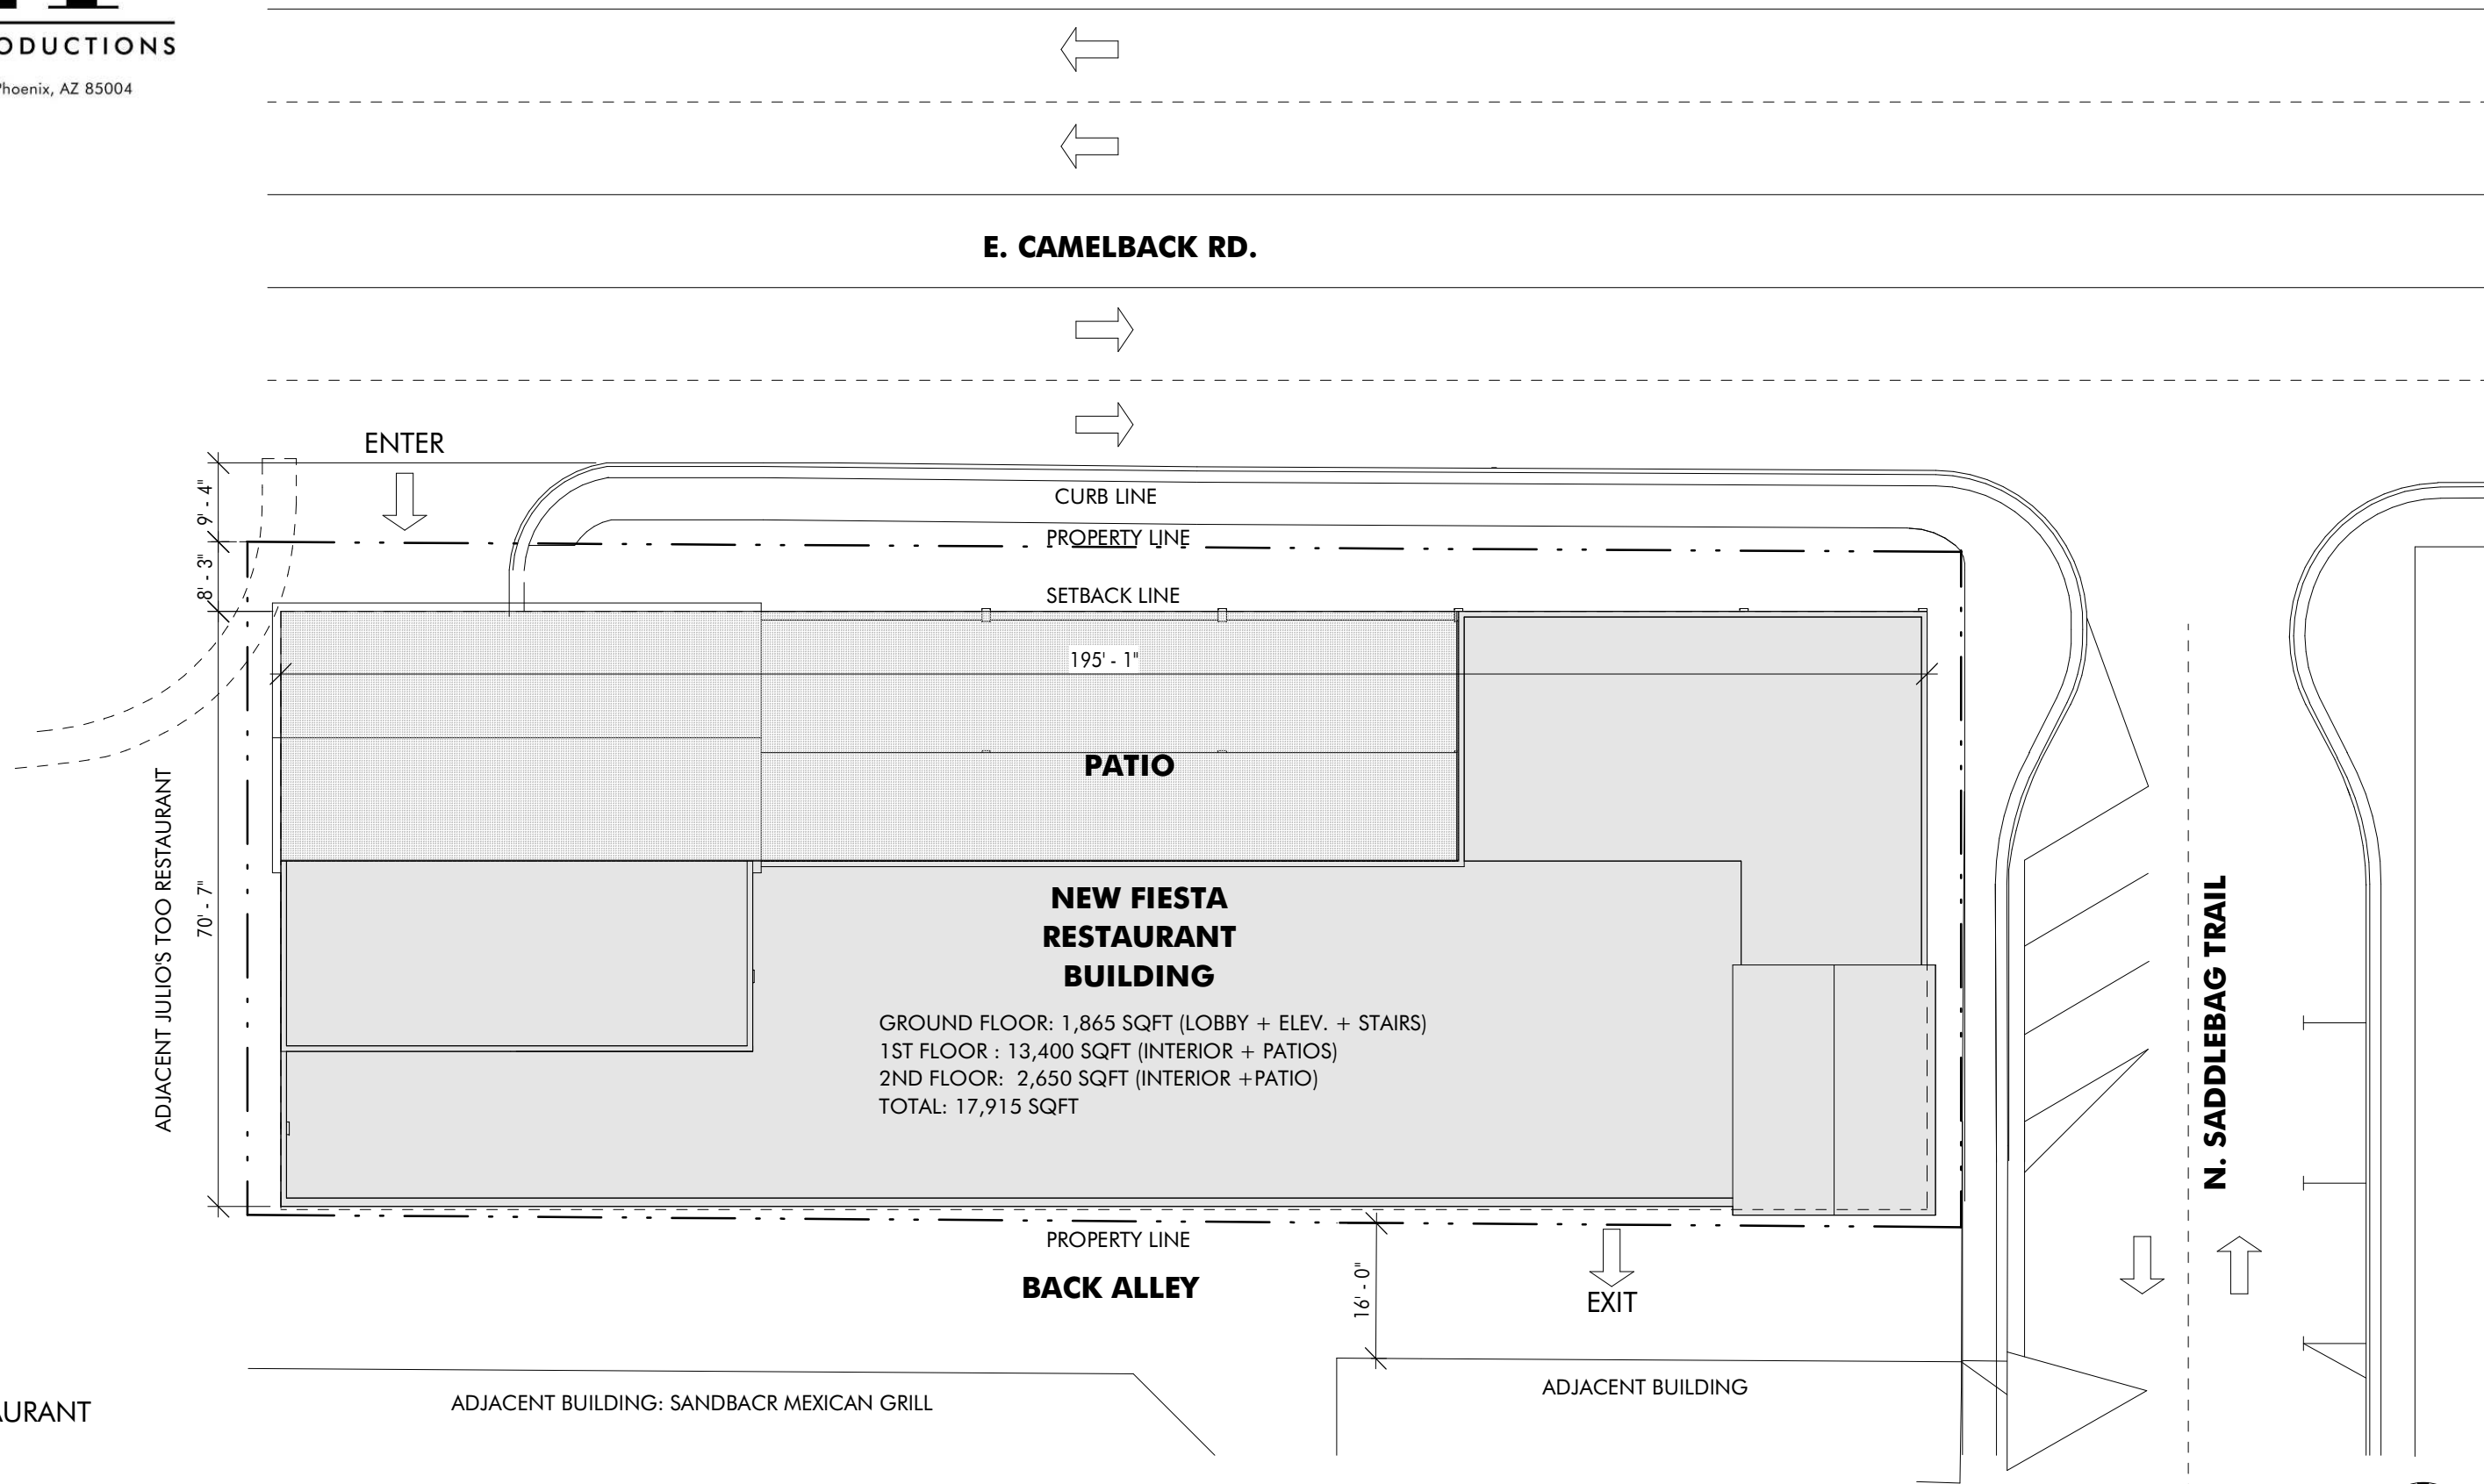 ODUCTIONS
Phoenix, AZ 85004
E. CAMELBACK RD.
ENTER
9' - 4"
CURB LINE
PROPERTY LINE
8' - 3"
SETBACK LINE
195' - 1"
PATIO
ADJACENT JULIO'S TOO RESTAURANT
70' - 7"
NEW FIESTA
RESTAURANT
BUILDING
GROUND FLOOR: 1,865 SQFT (LOBBY + ELEV. + STAIRS)
1ST FLOOR : 13,400 SQFT (INTERIOR + PATIOS)
2ND FLOOR: 2,650 SQFT (INTERIOR +PATIO)
TOTAL: 17,915 SQFT
N. SADDLEBAG TRAIL
PROPERTY LINE
BACK ALLEY
16' - 0"
EXIT
ADJACENT BUILDING
ADJACENT BUILDING: SANDBACR MEXICAN GRILL
AURANT